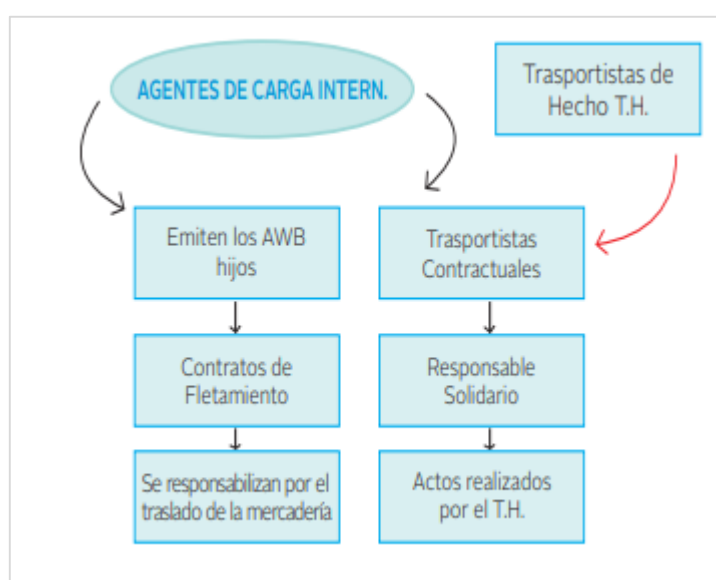 AGENTES DE CARGA INTERN.
Trasportistas de
Hecho T.H.
Emiten los AWB
hijos
Trasportistas
Contractuales
Contratos de
Fletamiento
Responsable
Solidario
Se responsabilizan por el
traslado de la mercadería
Actos realizados
por el T.H.